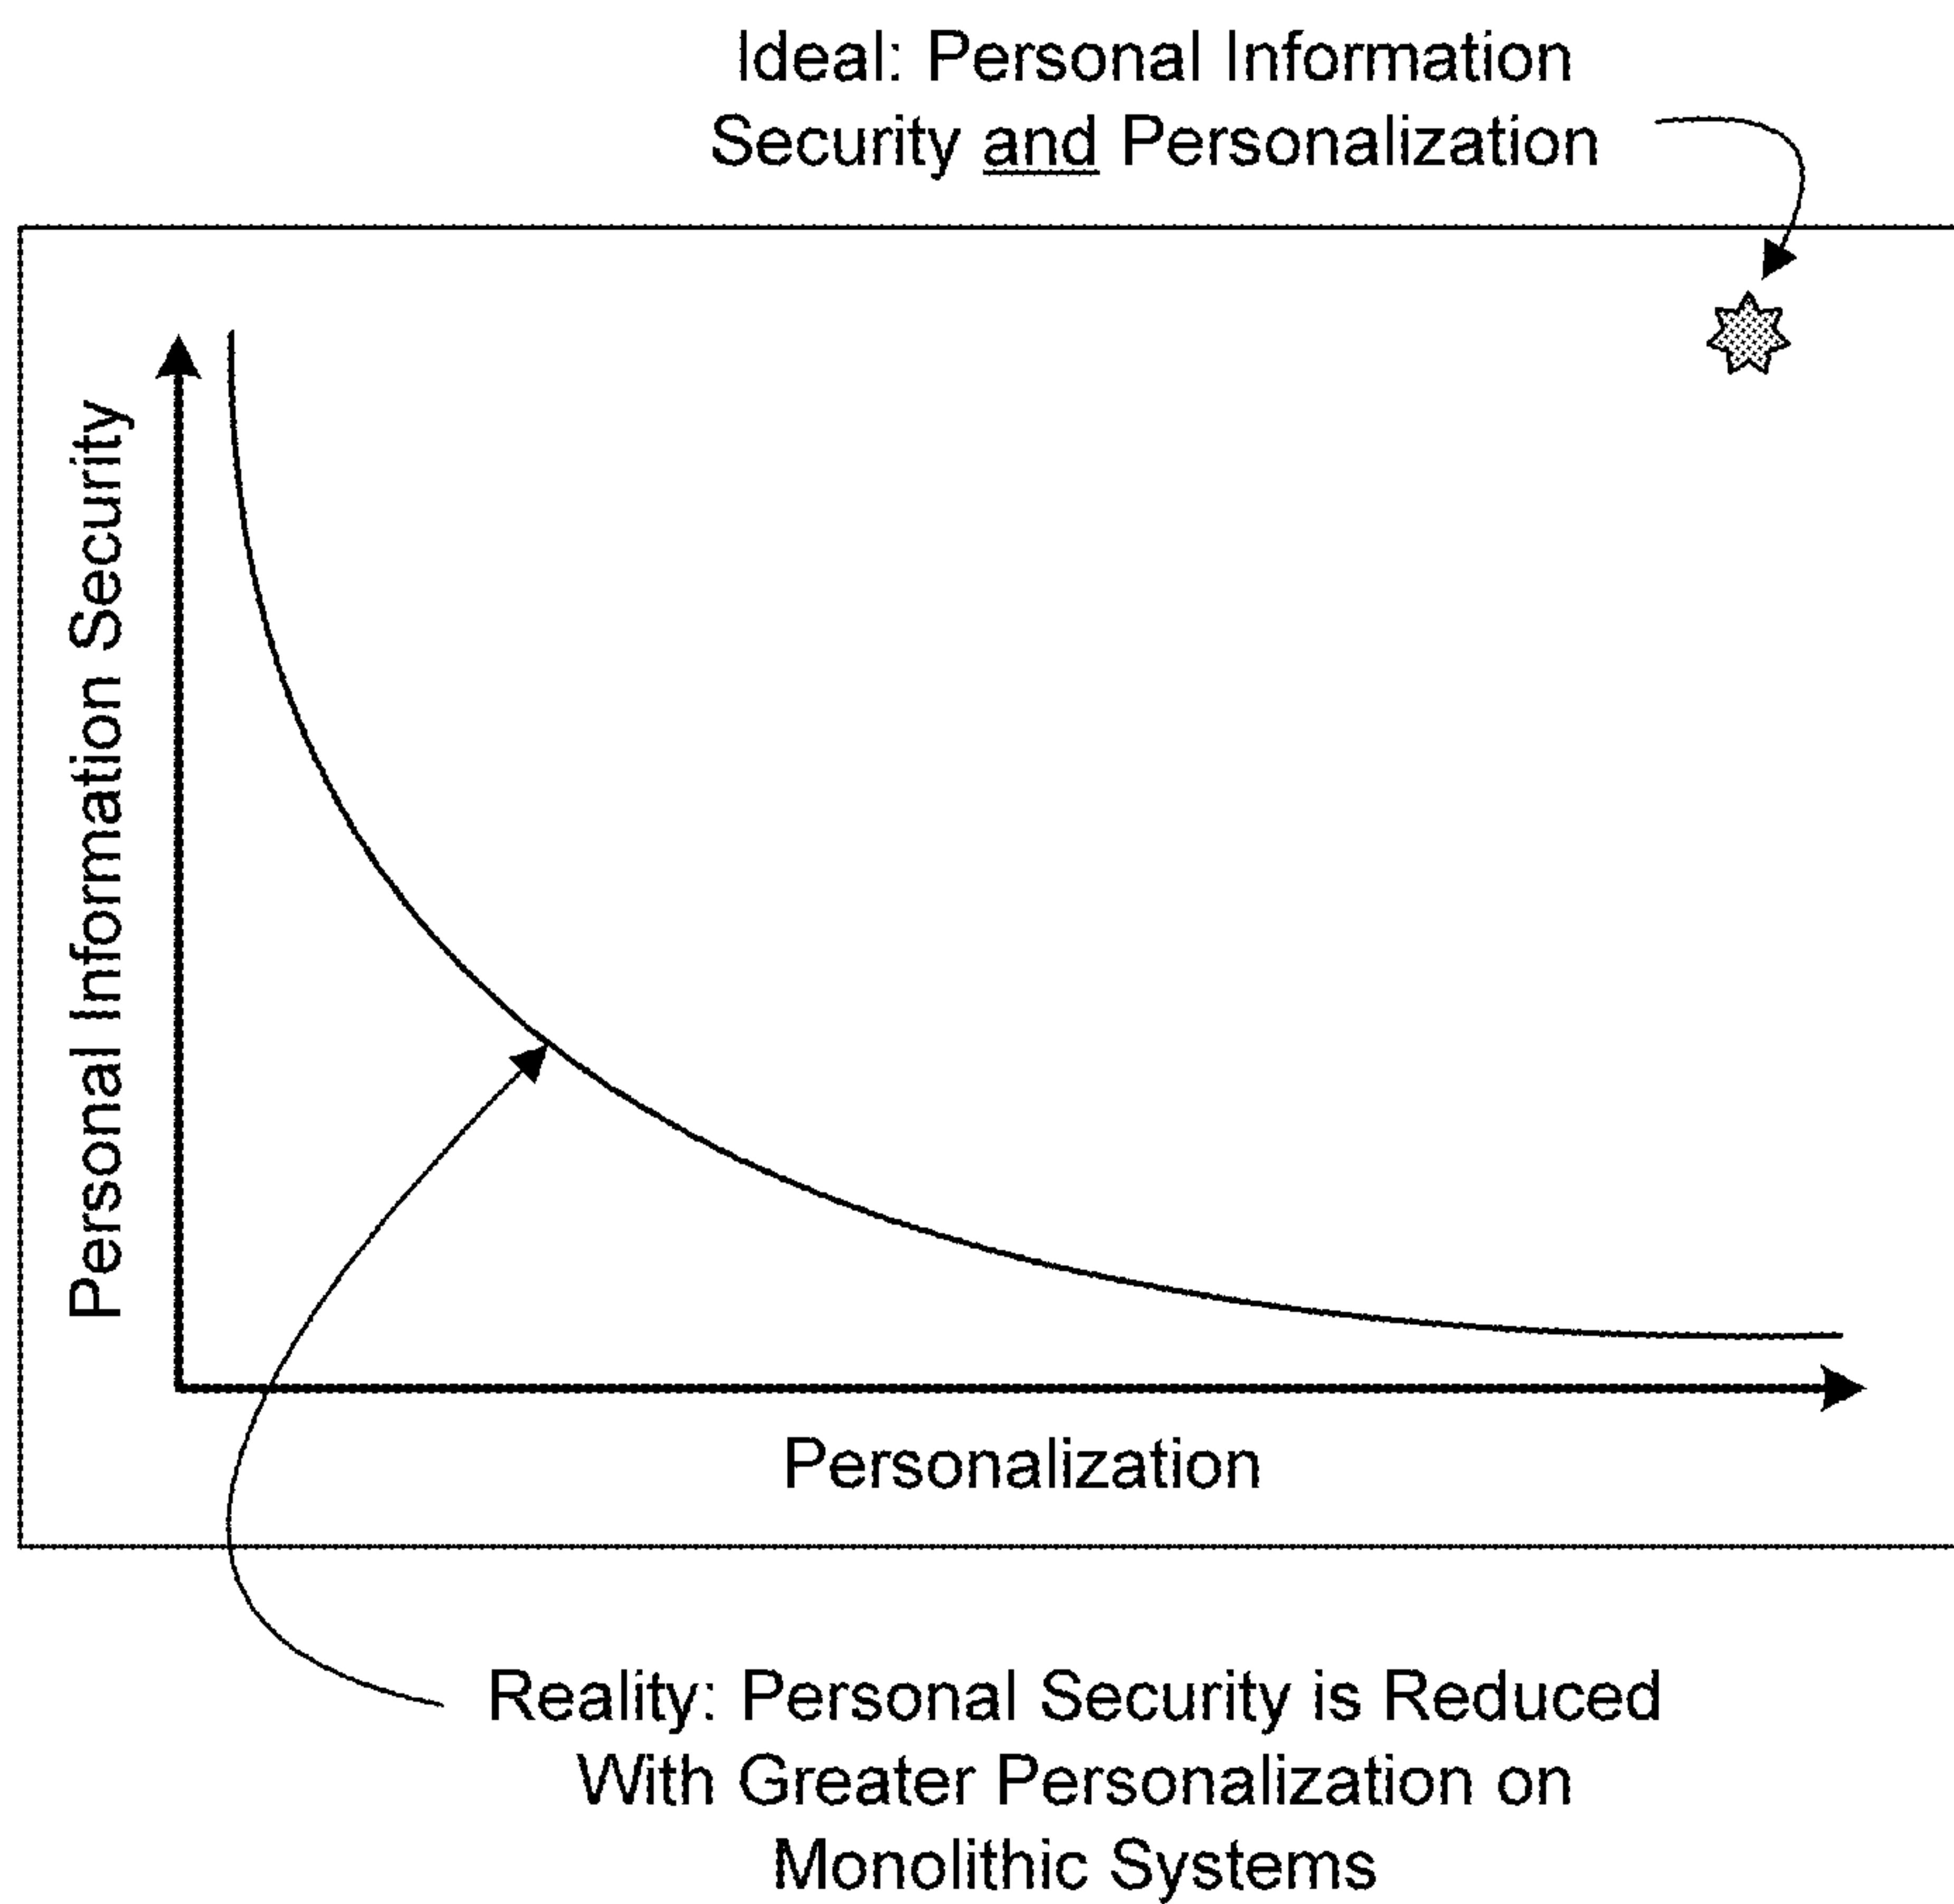 Ideal: Personal Information
Security and Personalization
Personal Information Security
Personalization
Reality: Personal Security is Reduced
With Greater Personalization on
Monolithic Systems